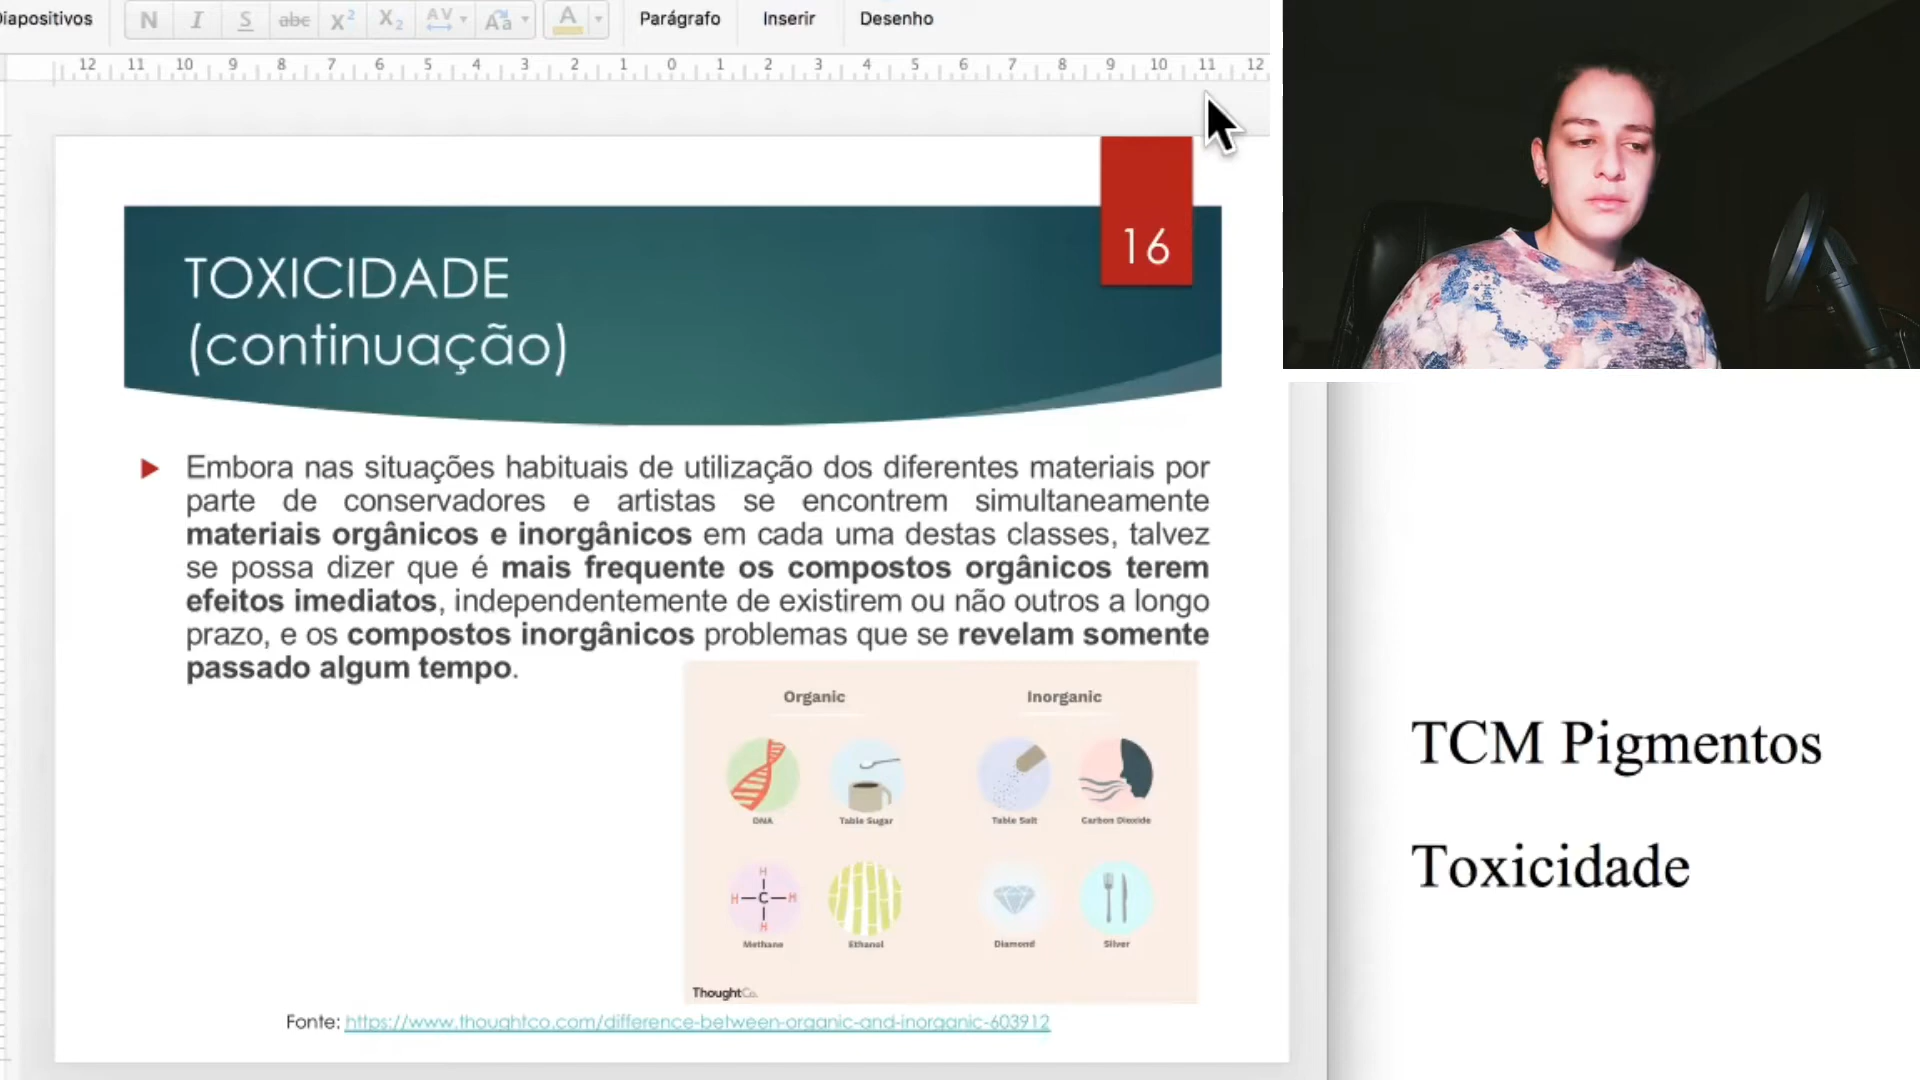 N I S abc X² X₂ AV Aa A Parágrafo Inserir Desenho
12 11 10 9 8 7 6 5 4 3 2 1 0 1 2 3 4 5 6 7 8 9 10 11 12
16
TOXICIDADE
(continuação)
Embora nas situações habituais de utilização dos diferentes materiais por
parte de conservadores e artistas se encontrem simultaneamente
materiais orgânicos e inorgânicos em cada uma destas classes, talvez
se possa dizer que é mais frequente os compostos orgânicos terem
efeitos imediatos, independentemente de existirem ou não outros a longo
prazo, e os compostos inorgânicos problemas que se revelam somente
passado algum tempo.
Organic Inorganic
DNA Table Sugar Table Salt Carbon Dioxide
H
H C H
H
Methane Ethanol Diamond Silver
ThoughtCo.
Fonte: https://www.thoughtco.com/difference-between-organic-and-inorganic-603912
TCM Pigmentos
Toxicidade